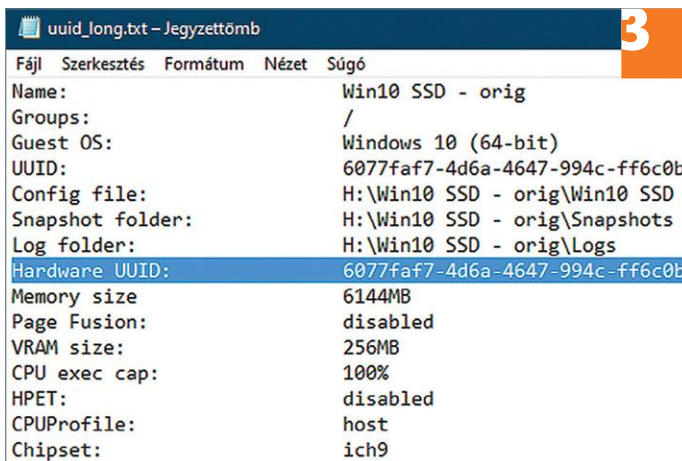 uuid_long.txt – Jegyzettömb
3
Fájl Szerkesztés Formátum Nézet Súgó
Name: Win10 SSD - orig
Groups: /
Guest OS: Windows 10 (64-bit)
UUID: 6077faf7-4d6a-4647-994c-ff6c0b
Config file: H:\Win10 SSD - orig\Win10 SSD
Snapshot folder: H:\Win10 SSD - orig\Snapshots
Log folder: H:\Win10 SSD - orig\Logs
Hardware UUID: 6077faf7-4d6a-4647-994c-ff6c0b
Memory size 6144MB
Page Fusion: disabled
VRAM size: 256MB
CPU exec cap: 100%
HPET: disabled
CPUProfile: host
Chipset: ich9